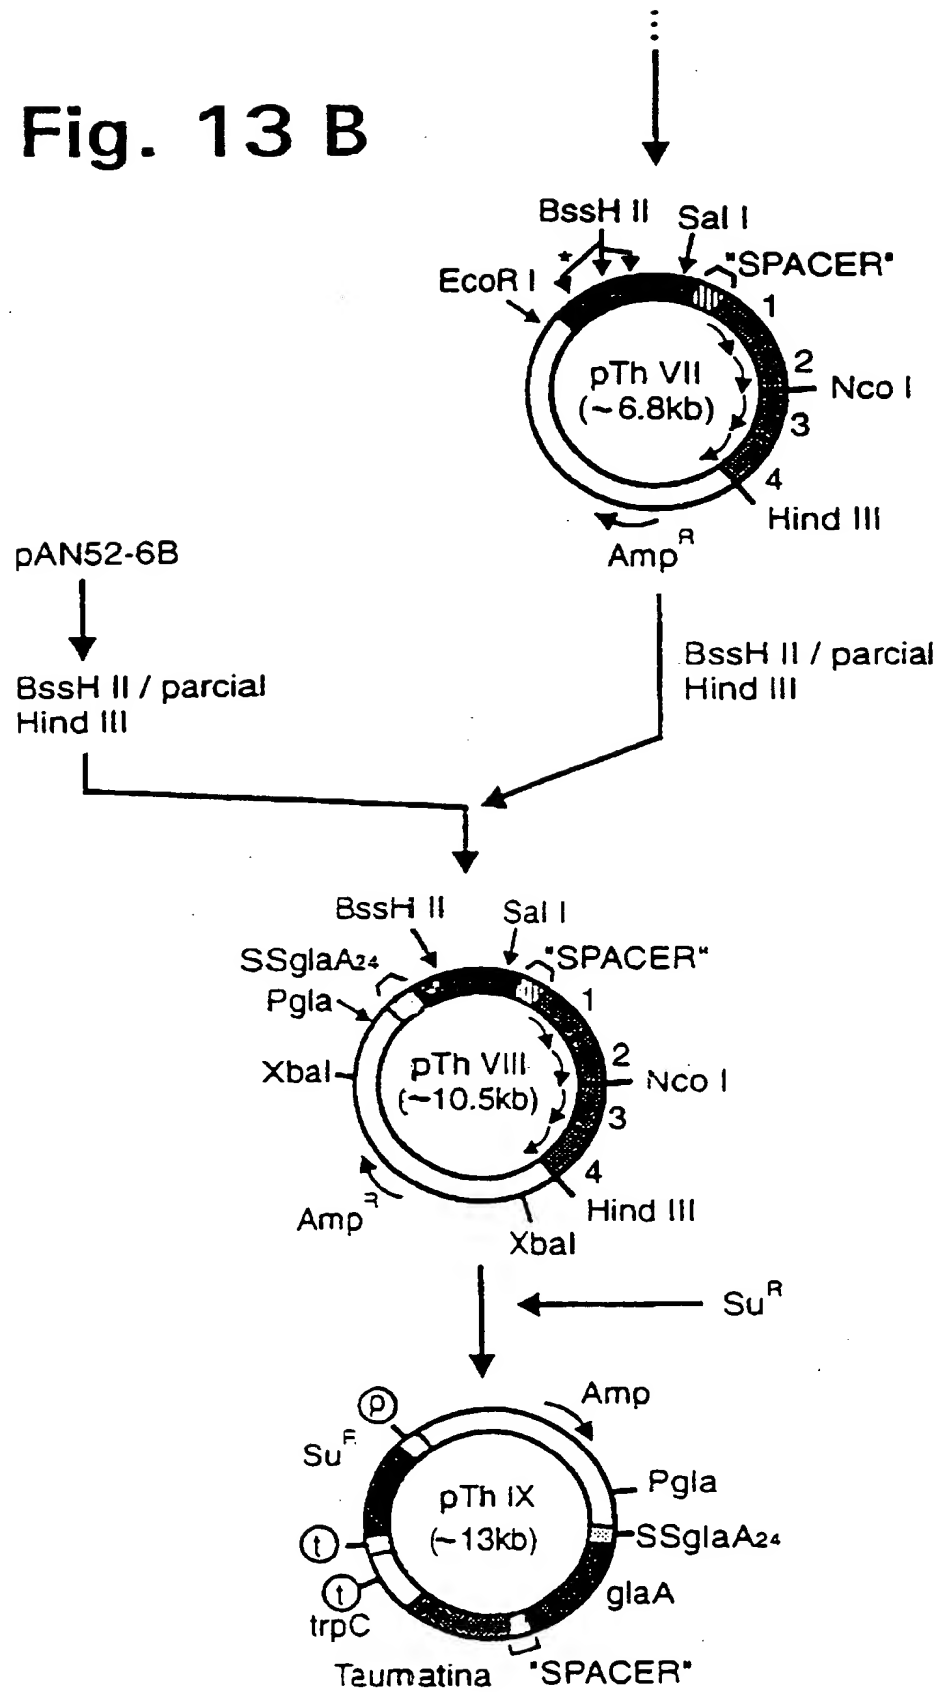 Fig. 13 B
BssH II
Sal I
*
"SPACER"
EcoR I
1
pTh VII
(~6.8kb)
2
Nco I
3
4
Hind III
Amp R
pAN52-6B
BssH II / parcial
Hind III
BssH II / parcial
Hind III
BssH II
Sal I
SSglaA24
"SPACER"
Pgla
1
XbaI
pTh VIII
(~10.5kb)
2
Nco I
3
4
Hind III
Amp R
XbaI
Su R
Amp
p
Su R
Pgla
pTh IX
(~13kb)
SSglaA24
t
glaA
t
trpC
Taumatina
"SPACER"